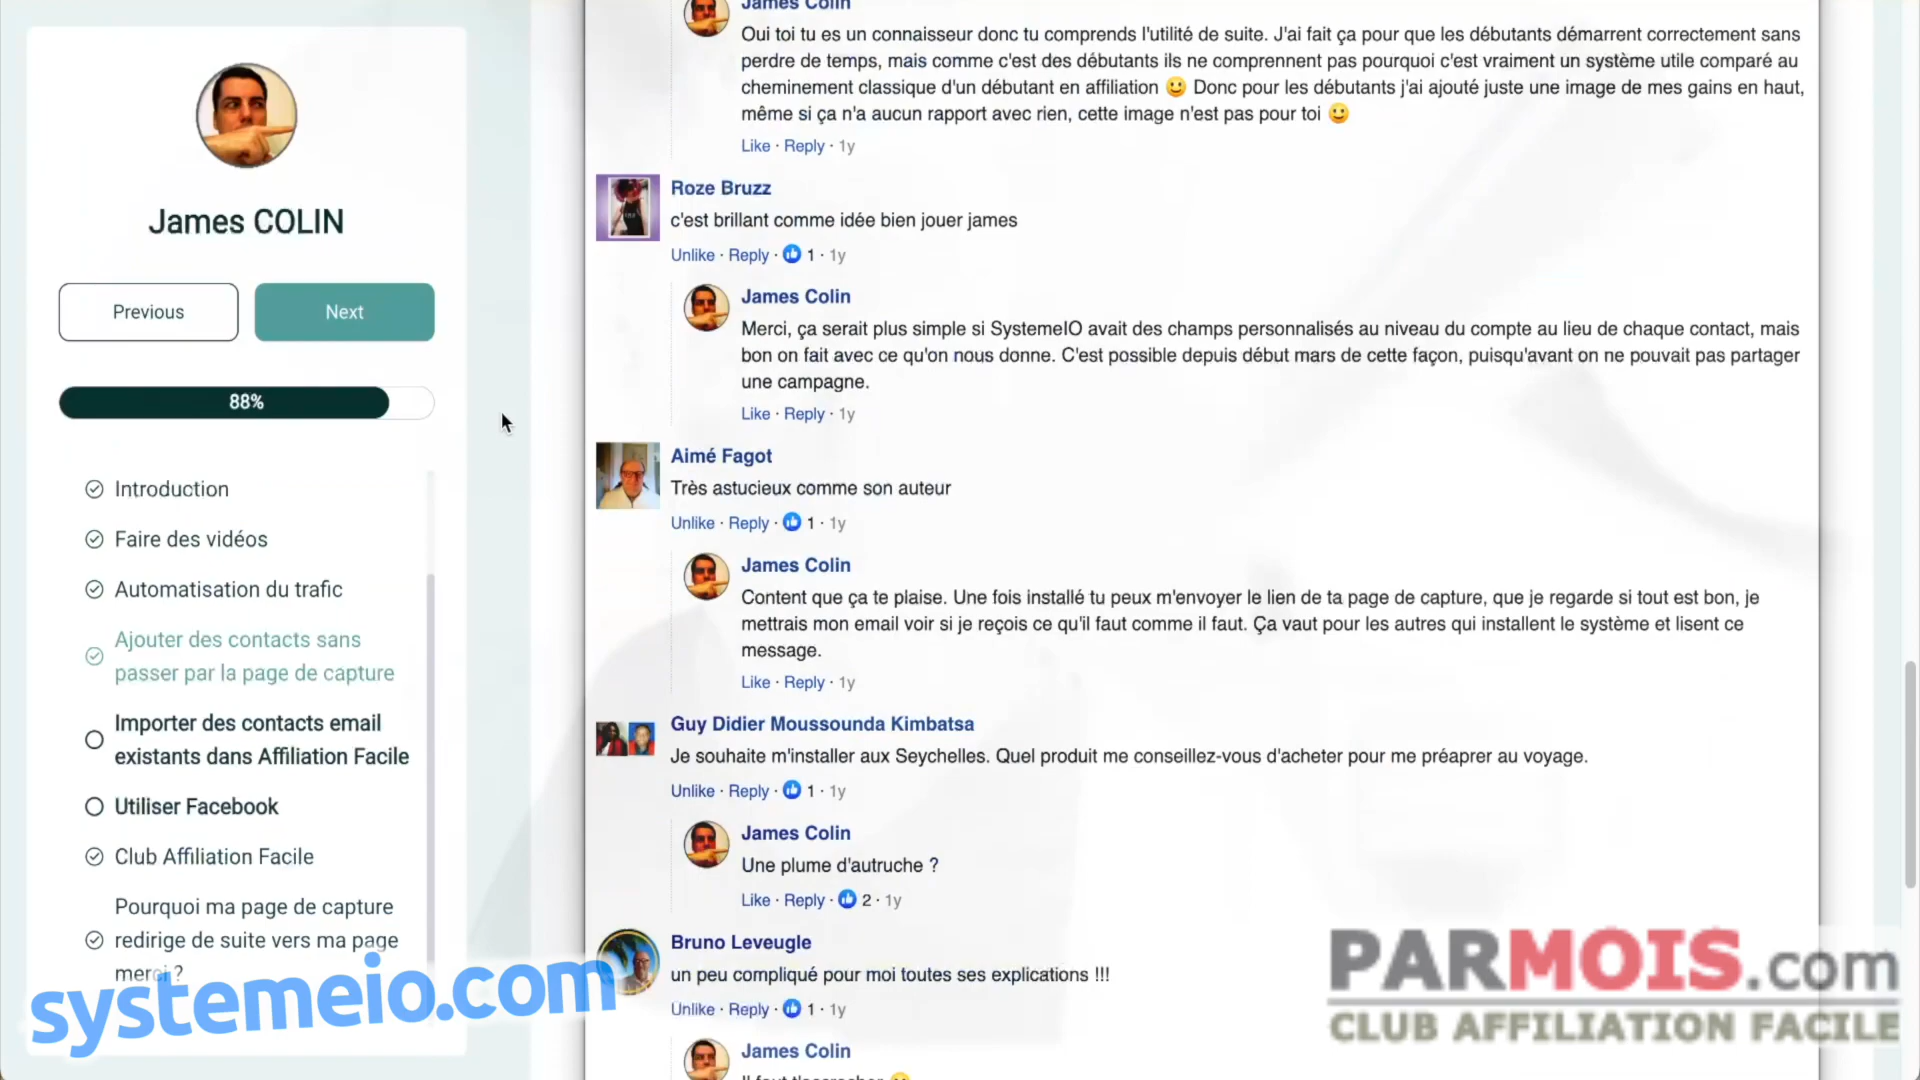 James COLIN
Previous
Next
88%
Introduction
Faire des vidéos
Automatisation du trafic
Ajouter des contacts sans
passer par la page de capture
Importer des contacts email
existants dans Affiliation Facile
Utiliser Facebook
Club Affiliation Facile
Pourquoi ma page de capture
redirige de suite vers ma page
merci ?
systemeio.com
James Colin
Oui toi tu es un connaisseur donc tu comprends l'utilité de suite. J'ai fait ça pour que les débutants démarrent correctement sans
perdre de temps, mais comme c'est des débutants ils ne comprennent pas pourquoi c'est vraiment un système utile comparé au
cheminement classique d'un débutant en affiliation 🙂 Donc pour les débutants j'ai ajouté juste une image de mes gains en haut,
même si ça n'a aucun rapport avec rien, cette image n'est pas pour toi 🙂
Like · Reply · 1y
Roze Bruzz
c'est brillant comme idée bien jouer james
Unlike · Reply · 1 · 1y
James Colin
Merci, ça serait plus simple si SystemeIO avait des champs personnalisés au niveau du compte au lieu de chaque contact, mais
bon on fait avec ce qu'on nous donne. C'est possible depuis début mars de cette façon, puisqu'avant on ne pouvait pas partager
une campagne.
Like · Reply · 1y
Aimé Fagot
Très astucieux comme son auteur
Unlike · Reply · 1 · 1y
James Colin
Content que ça te plaise. Une fois installé tu peux m'envoyer le lien de ta page de capture, que je regarde si tout est bon, je
mettrais mon email voir si je reçois ce qu'il faut comme il faut. Ça vaut pour les autres qui installent le système et lisent ce
message.
Like · Reply · 1y
Guy Didier Moussounda Kimbatsa
Je souhaite m'installer aux Seychelles. Quel produit me conseillez-vous d'acheter pour me préaprer au voyage.
Unlike · Reply · 1 · 1y
James Colin
Une plume d'autruche ?
Like · Reply · 2 · 1y
Bruno Leveugle
un peu compliqué pour moi toutes ses explications !!!
Unlike · Reply · 1 · 1y
James Colin
PARMOIS.com
CLUB AFFILIATION FACILE